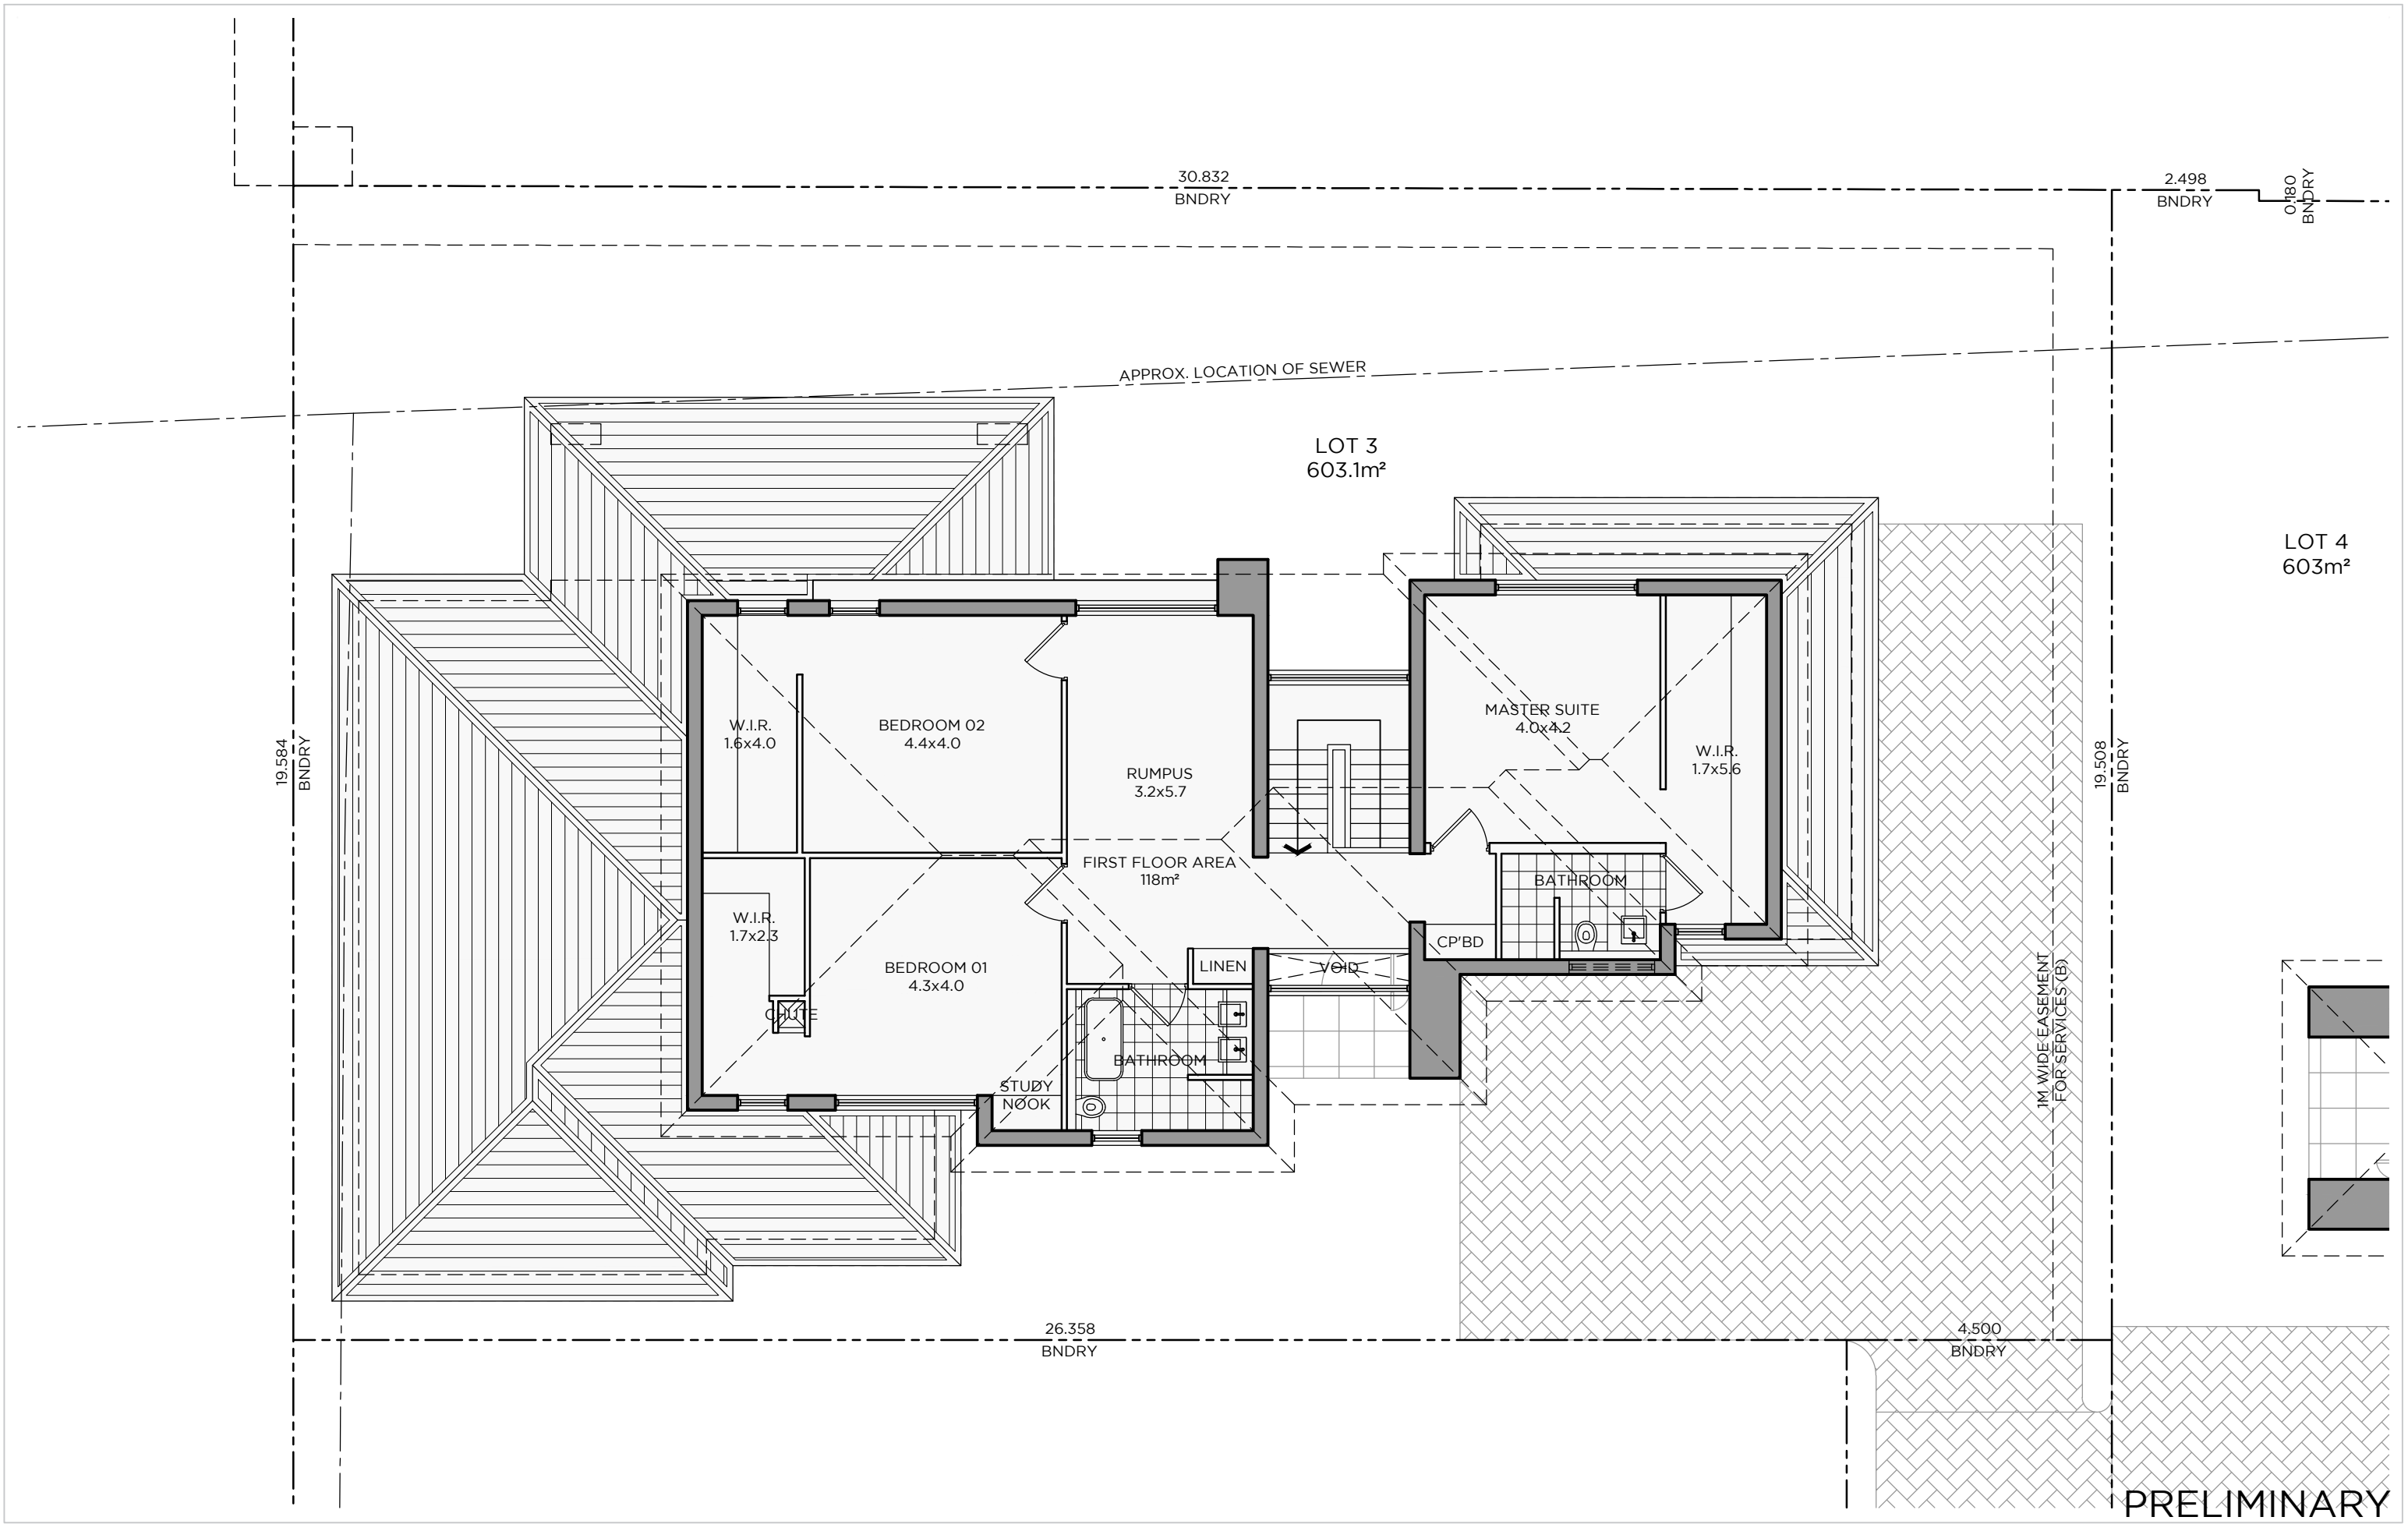 30.832
BNDRY
2.498
BNDRY
0.180
BNDRY
APPROX. LOCATION OF SEWER
LOT 3
603.1m²
LOT 4
603m²
19.584
BNDRY
W.I.R.
1.6x4.0
BEDROOM 02
4.4x4.0
RUMPUS
3.2x5.7
MASTER SUITE
4.0x4.2
W.I.R.
1.7x5.6
19.508
BNDRY
FIRST FLOOR AREA
118m²
BATHROOM
W.I.R.
1.7x2.3
BEDROOM 01
4.3x4.0
LINEN
VOID
CP'BD
CHUTE
BATHROOM
STUDY
NOOK
1M WIDE EASEMENT
FOR SERVICES (B)
26.358
BNDRY
4.500
BNDRY
PRELIMINARY